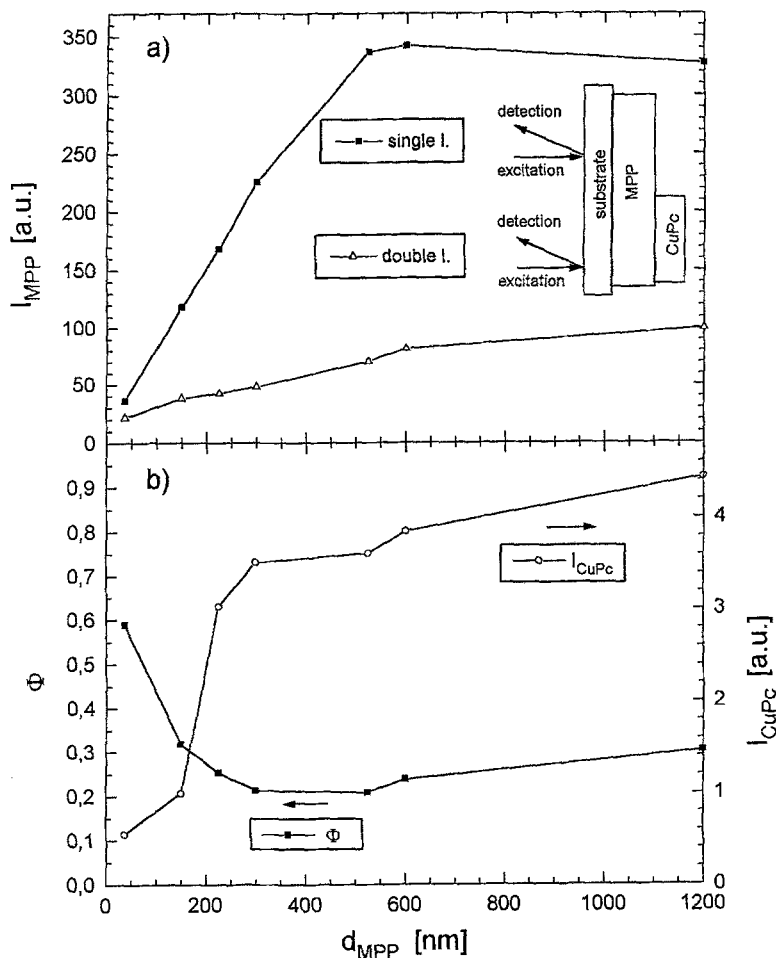 350
300
250
200
150
100
50
0
I_MPP [a.u.]
a)
single l.
double l.
detection
excitation
detection
excitation
substrate
MPP
CuPc
b)
0,9
0,8
0,7
0,6
0,5
0,4
0,3
0,2
0,1
0,0
Φ
I_CuPc
Φ
4
3
2
1
0
I_CuPc [a.u.]
0 200 400 600 800 1000 1200
d_MPP [nm]